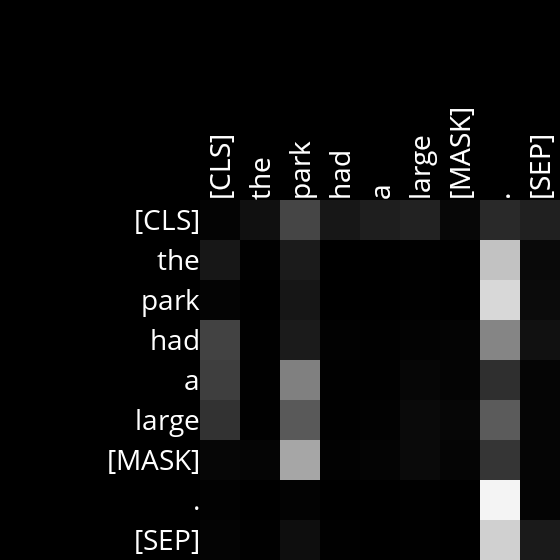 [CLS] the park had a large [MASK] . [SEP]
[CLS]
the
park
had
a
large
[MASK]
.
[SEP]